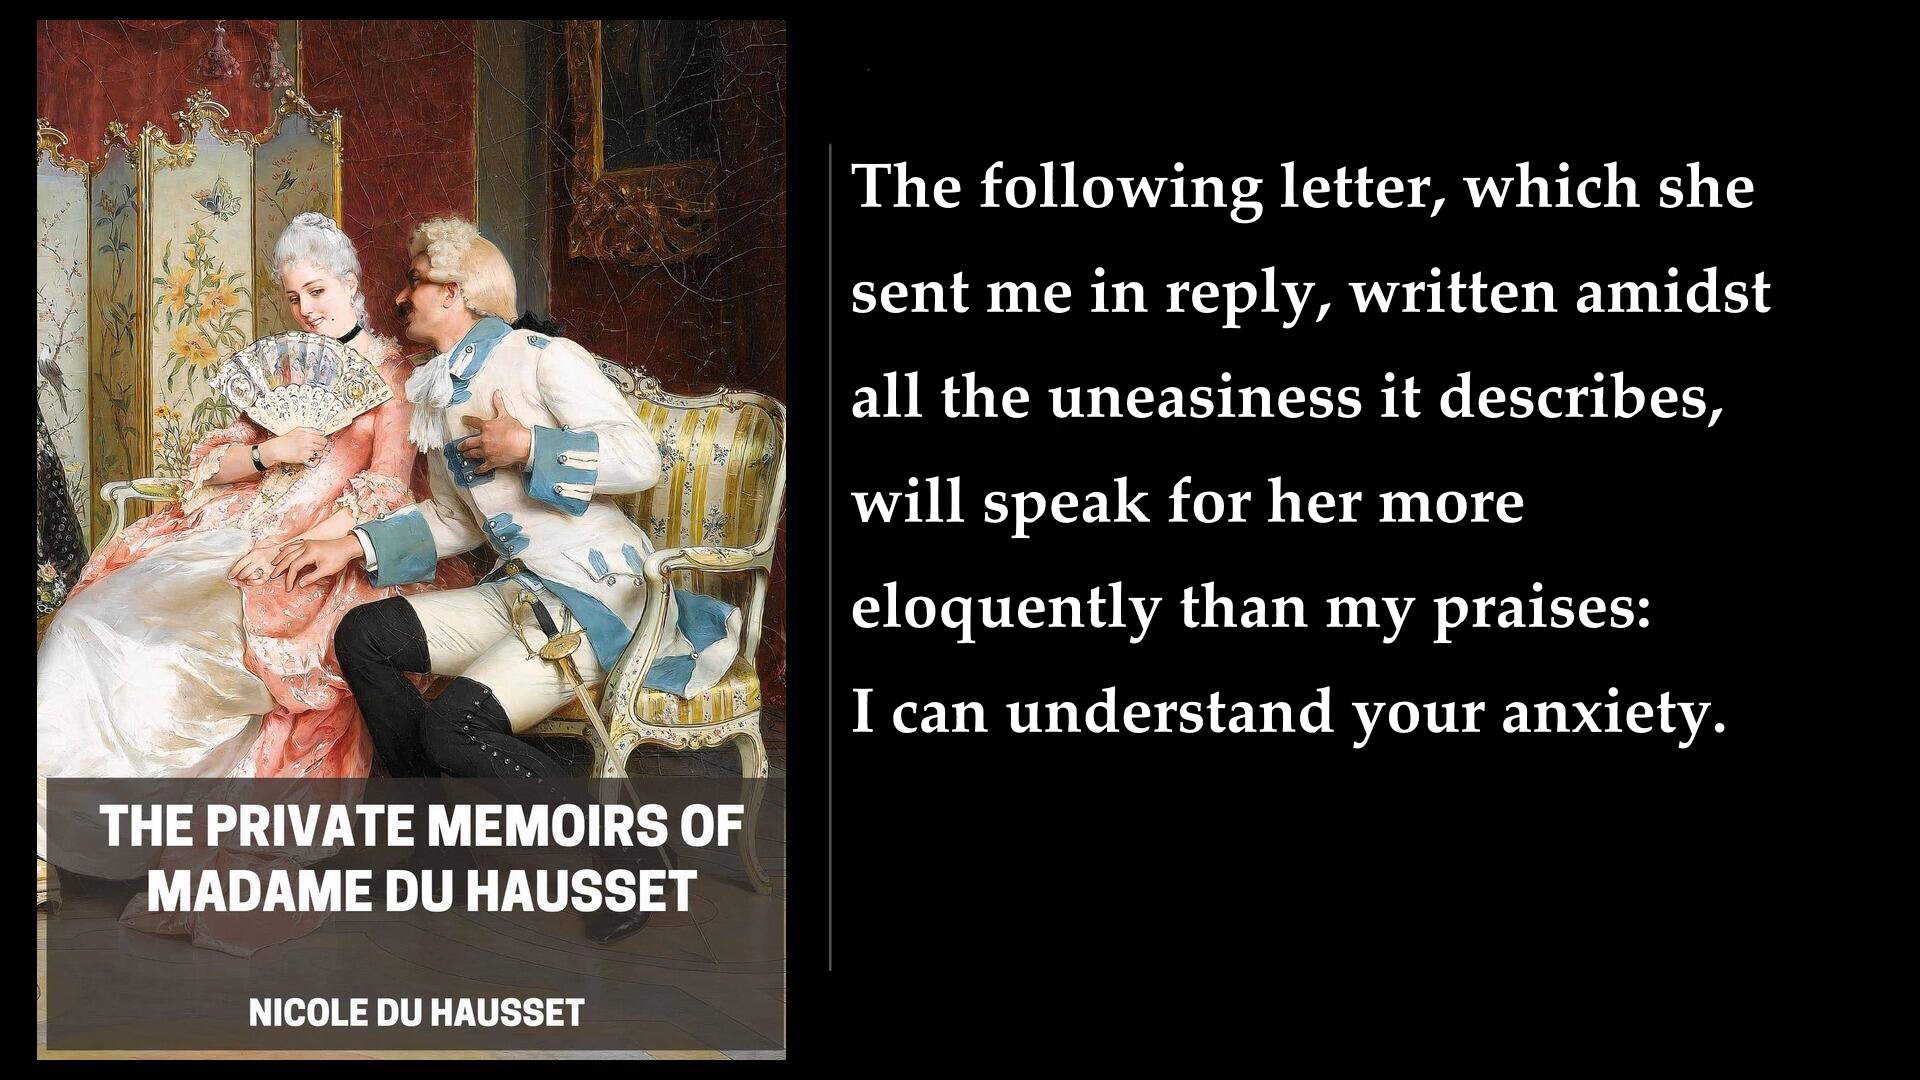 The following letter, which she
sent me in reply, written amidst
all the uneasiness it describes,
will speak for her more
eloquently than my praises:
I can understand your anxiety.
THE PRIVATE MEMOIRS OF
MADAME DU HAUSSET
NICOLE DU HAUSSET